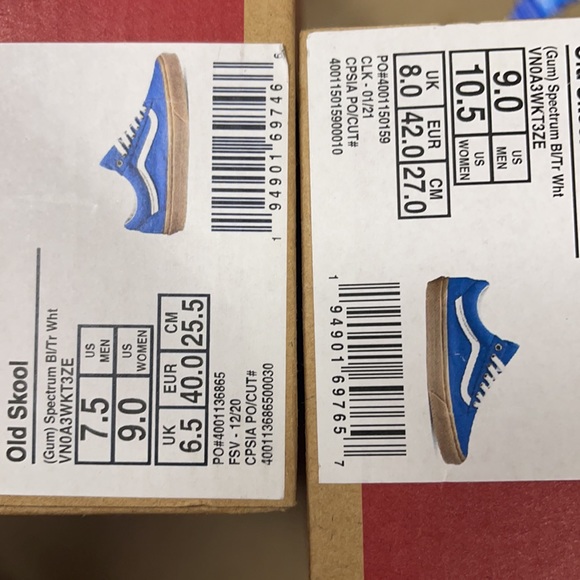 Old Skool
(Gum) Spectrum Bl/Tr Wht
VN0A3WKT3ZE
7.5 US MEN
9.0 US WOMEN
UK EUR CM
6.5 40.0 25.5
PO#4001136865
FSV - 12/20
CPSIA PO/CUT#
400113686500030
1 94901 69746 6
(Gum) Spectrum Bl/Tr Wht
VN0A3WKT3ZE
9.0 US MEN
10.5 US WOMEN
UK EUR CM
8.0 42.0 27.0
PO#4001150159
CLK - 01/21
CPSIA PO/CUT#
400115015900010
1 94901 69765 7